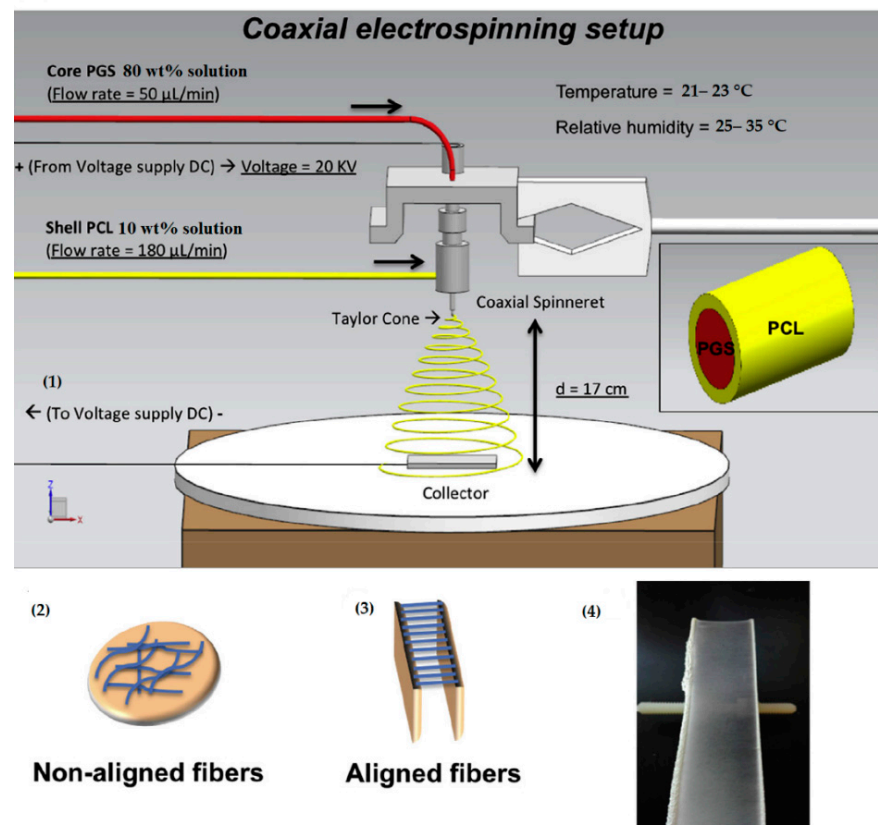 Coaxial electrospinning setup
Core PGS 80 wt% solution
(Flow rate = 50 µL/min)
Temperature = 21– 23 °C
Relative humidity = 25– 35 °C
+ (From Voltage supply DC) → Voltage = 20 KV
Shell PCL 10 wt% solution
(Flow rate = 180 µL/min)
Coaxial Spinneret
Taylor Cone →
PGS
PCL
(1)
d = 17 cm
← (To Voltage supply DC) -
Collector
Z
X
(2)
(3)
(4)
Non-aligned fibers
Aligned fibers